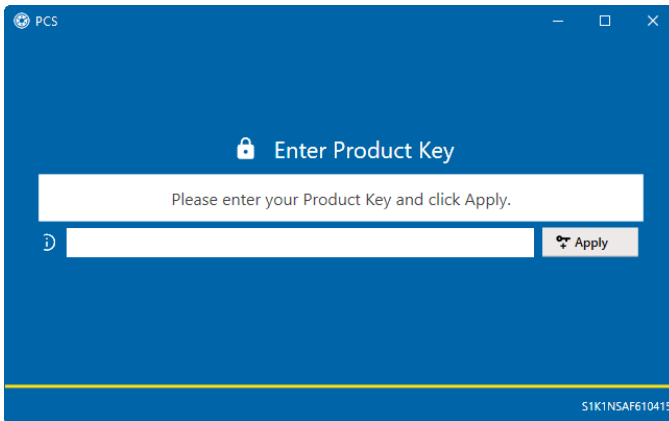 PCS
Enter Product Key
Please enter your Product Key and click Apply.
Apply
S1K1NSAF610415